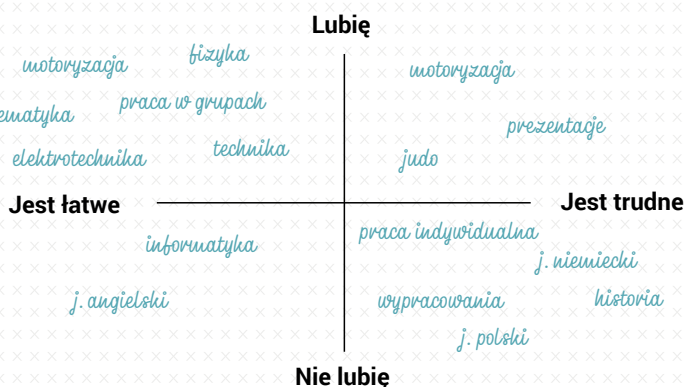 Lubię
fizyka
motoryzacja
motoryzacja
praca w grupach
ematyka
prezentacje
technika
elektrotechnika
judo
Jest łatwe
Jest trudne
praca indywidualna
informatyka
j. niemiecki
j. angielski
wypracowania
historia
j. polski
Nie lubię